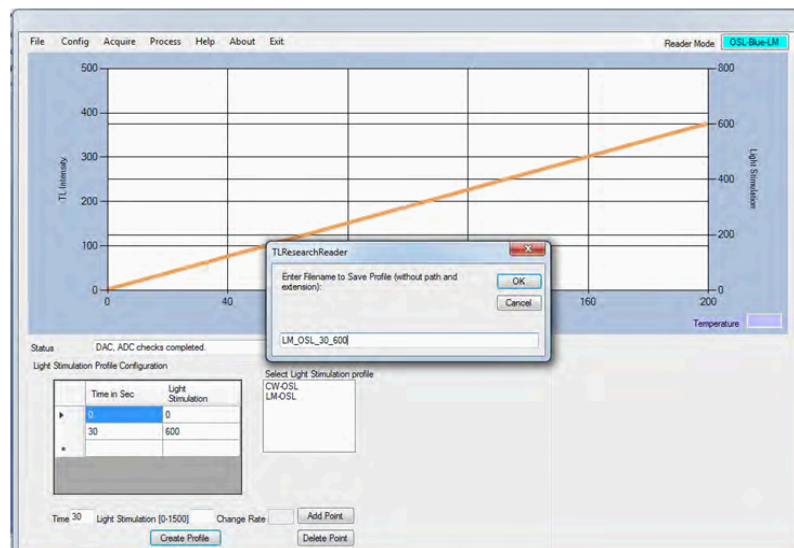 File Config Acquire Process Help About Exit
Reader Mode OSL-Blue-LM
500
400
300
200
100
0
TL Intensity
800
600
400
200
0
Light Stimulation
0 40 160 200
Temperature
TLResearchReader
Enter Filename to Save Profile (without path and
extension):
OK
Cancel
LM_OSL_30_600
Status DAC, ADC checks completed.
Light Stimulation Profile Configuration
Time in Sec Light
Stimulation
0 0
30 600
Select Light Stimulation profile
CW-OSL
LM-OSL
Time 30 Light Stimulation [0-1500] Change Rate Add Point
Create Profile Delete Point